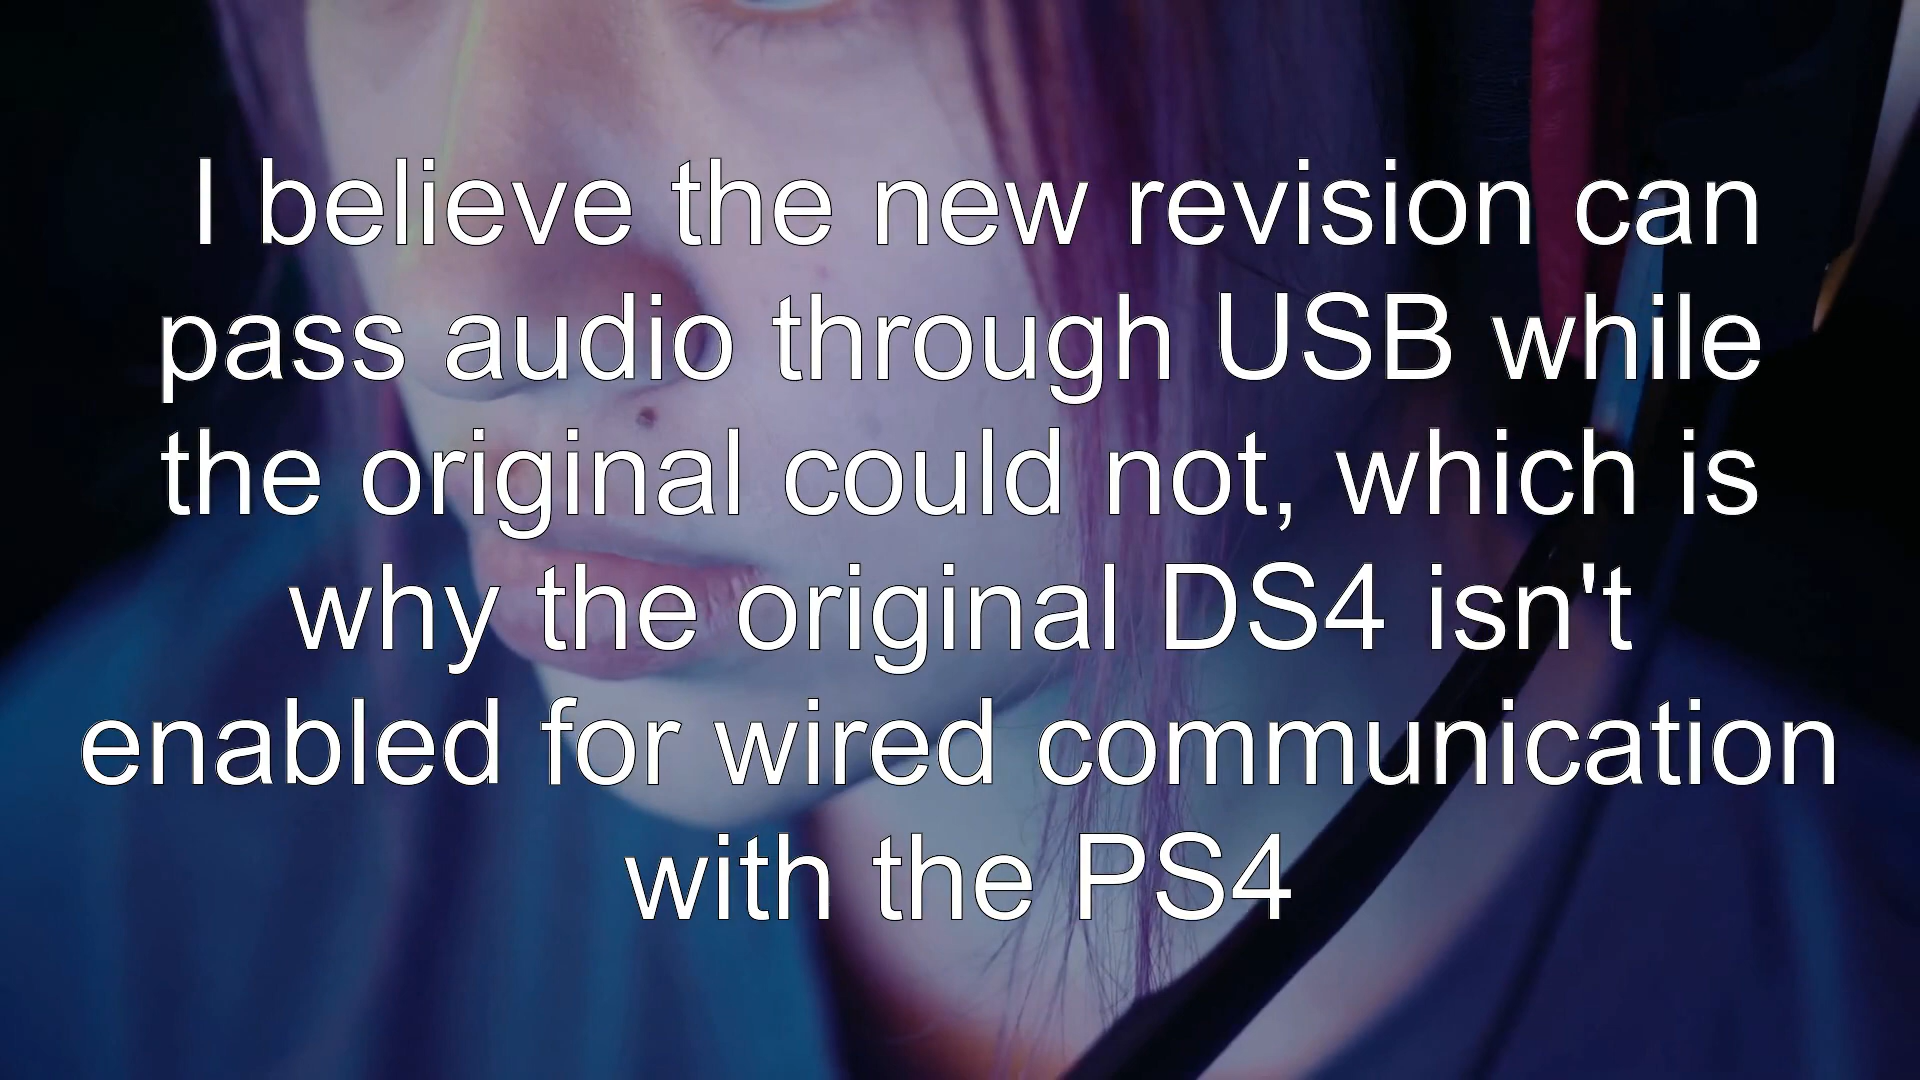 I believe the new revision can
pass audio through USB while
the original could not, which is
why the original DS4 isn't
enabled for wired communication
with the PS4